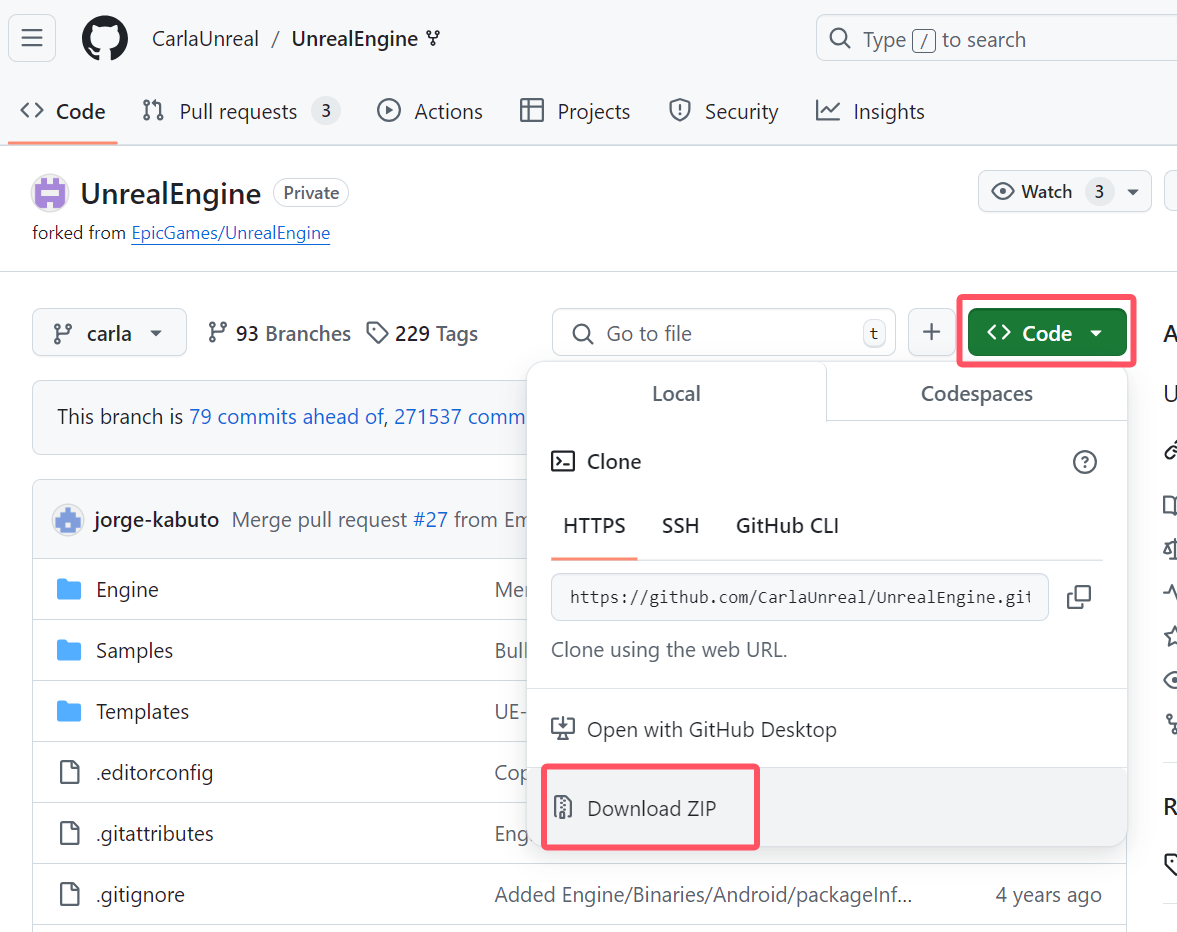 CarlaUnreal / UnrealEngine
Type / to search
Code Pull requests 3 Actions Projects Security Insights
UnrealEngine Private
Watch 3
forked from EpicGames/UnrealEngine
carla 93 Branches 229 Tags
Go to file t
Code
Local Codespaces
This branch is 79 commits ahead of, 271537 comm
Clone
jorge-kabuto Merge pull request #27 from Em
HTTPS SSH GitHub CLI
Engine Mer
https://github.com/CarlaUnreal/UnrealEngine.git
Samples Bull
Clone using the web URL.
Templates UE-
Open with GitHub Desktop
.editorconfig Cop
Download ZIP
.gitattributes Eng
.gitignore Added Engine/Binaries/Android/packageInf... 4 years ago